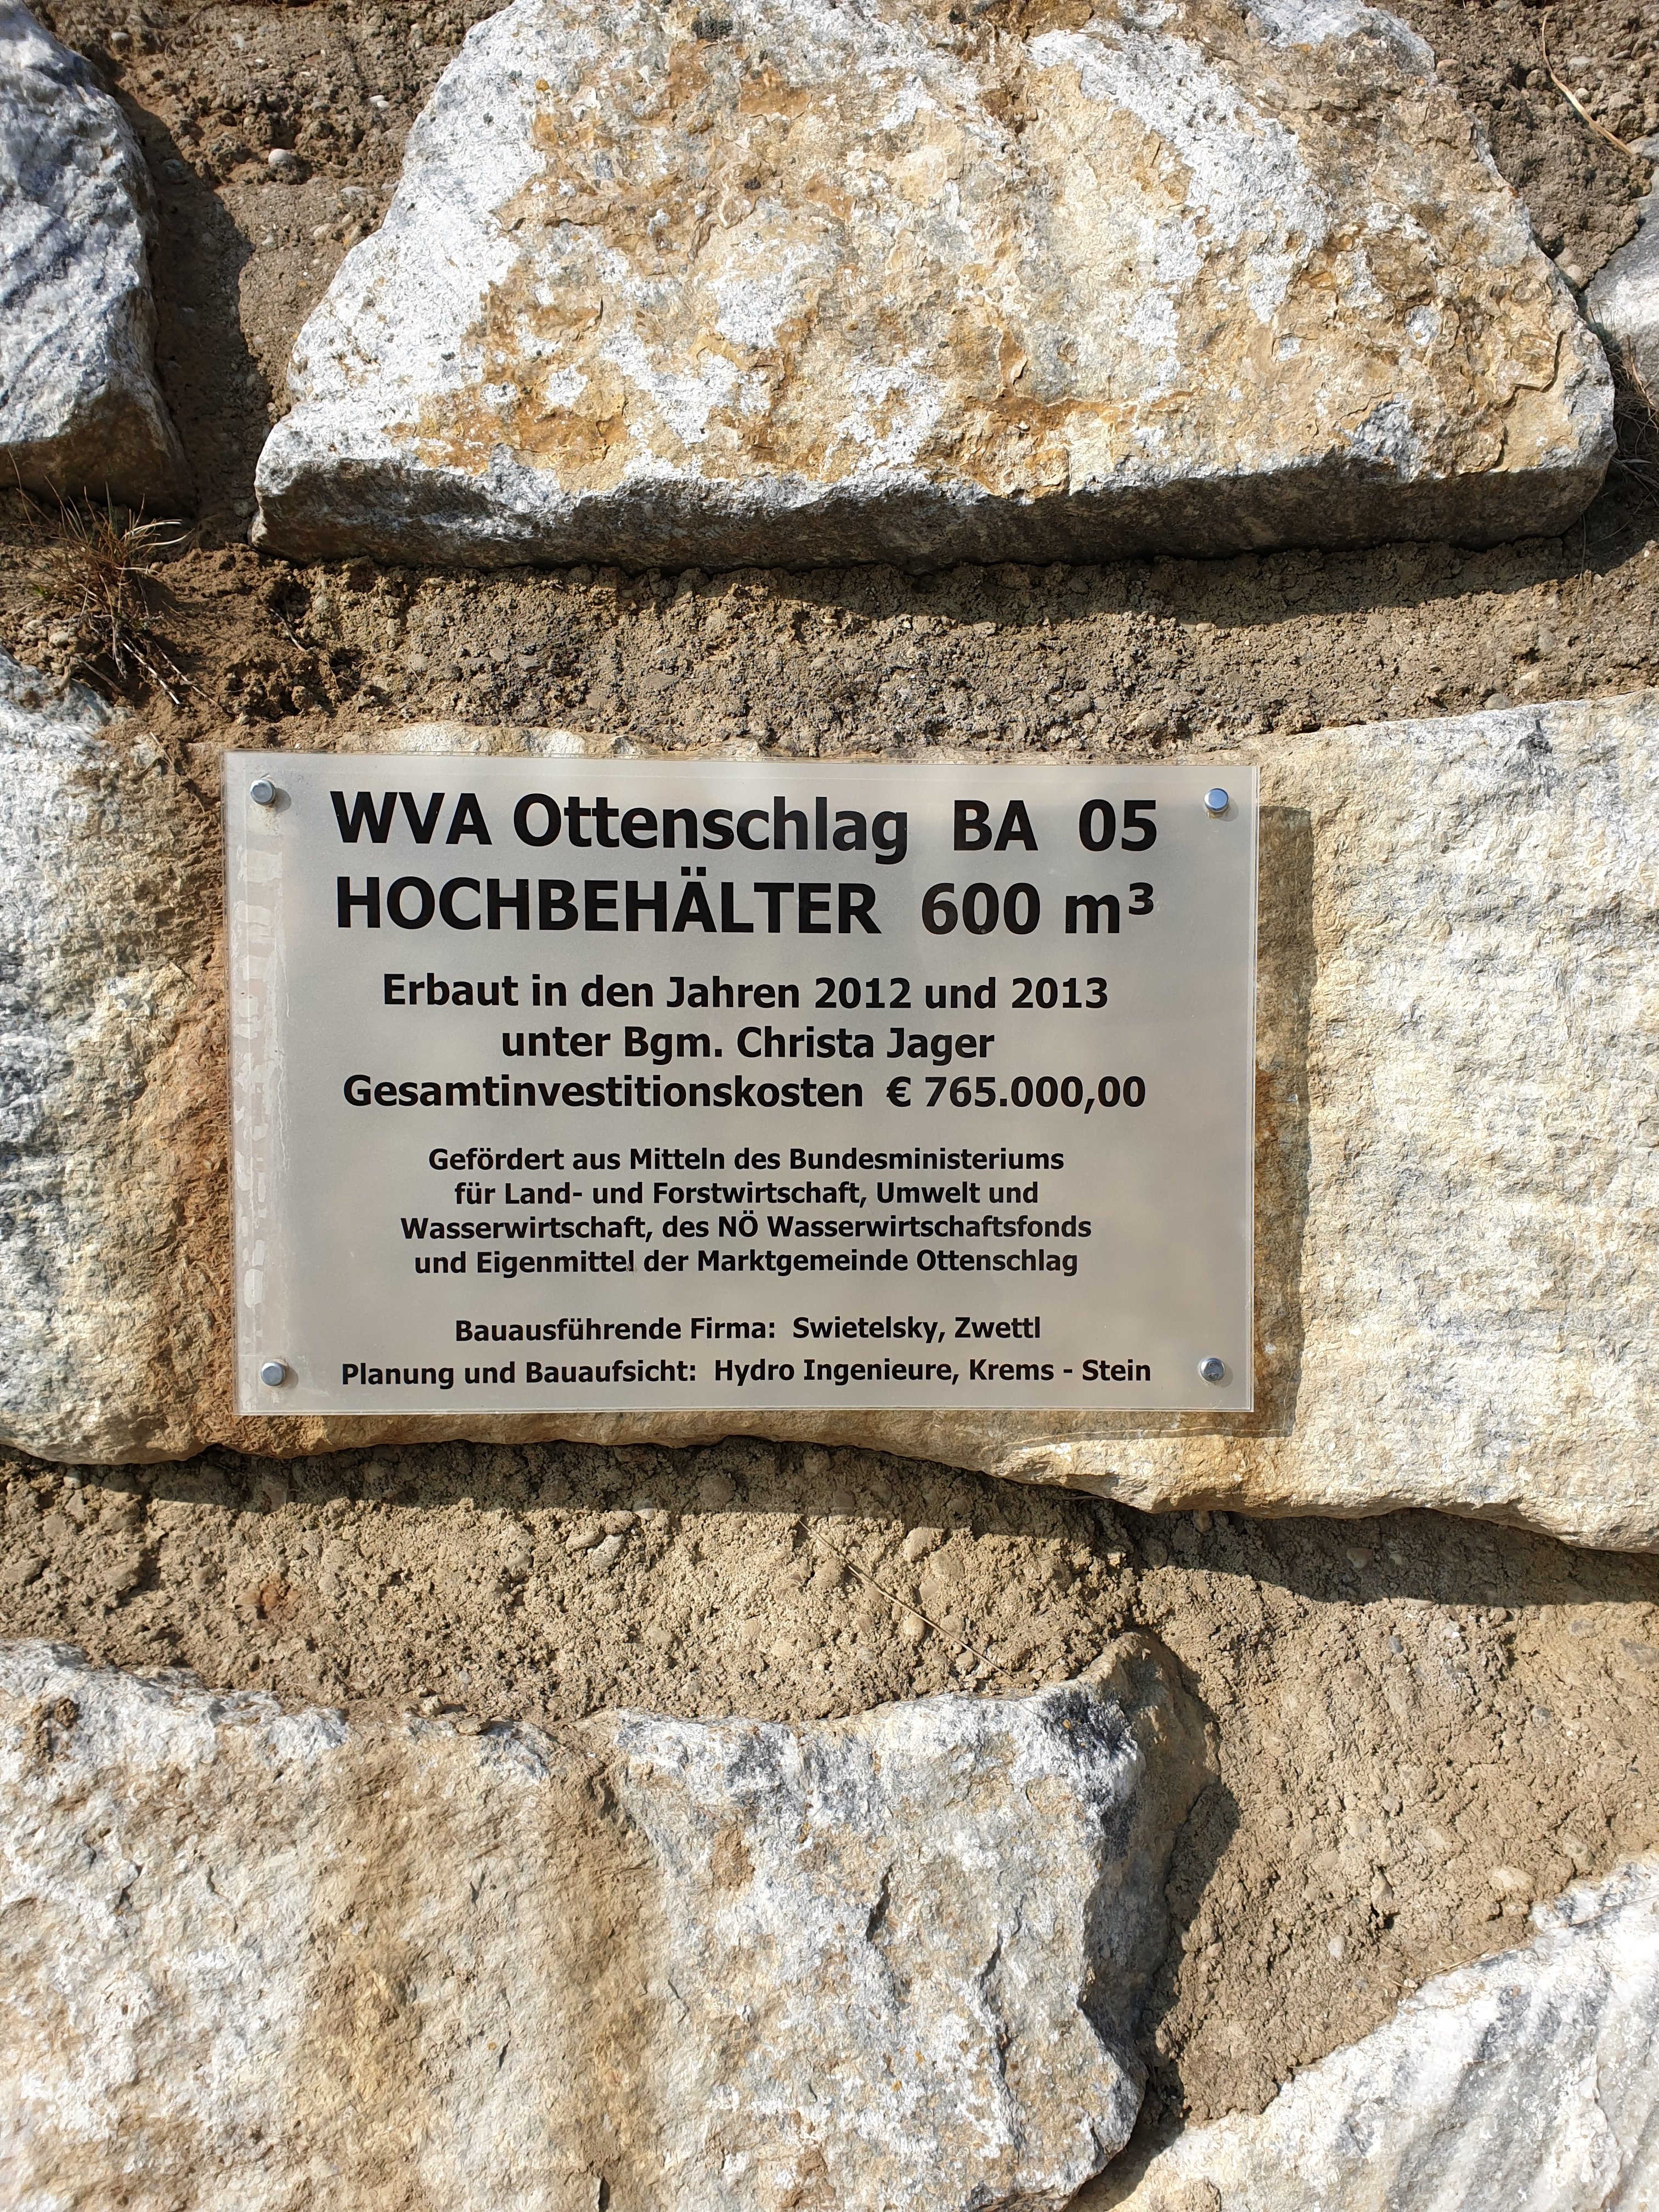 WVA Ottenschlag BA 05
HOCHBEHÄLTER 600 m³
Erbaut in den Jahren 2012 und 2013
unter Bgm. Christa Jager
Gesamtinvestitionskosten € 765.000,00
Gefördert aus Mitteln des Bundesministeriums
für Land- und Forstwirtschaft, Umwelt und
Wasserwirtschaft, des NÖ Wasserwirtschaftsfonds
und Eigenmittel der Marktgemeinde Ottenschlag
Bauausführende Firma: Swietelsky, Zwettl
Planung und Bauaufsicht: Hydro Ingenieure, Krems - Stein